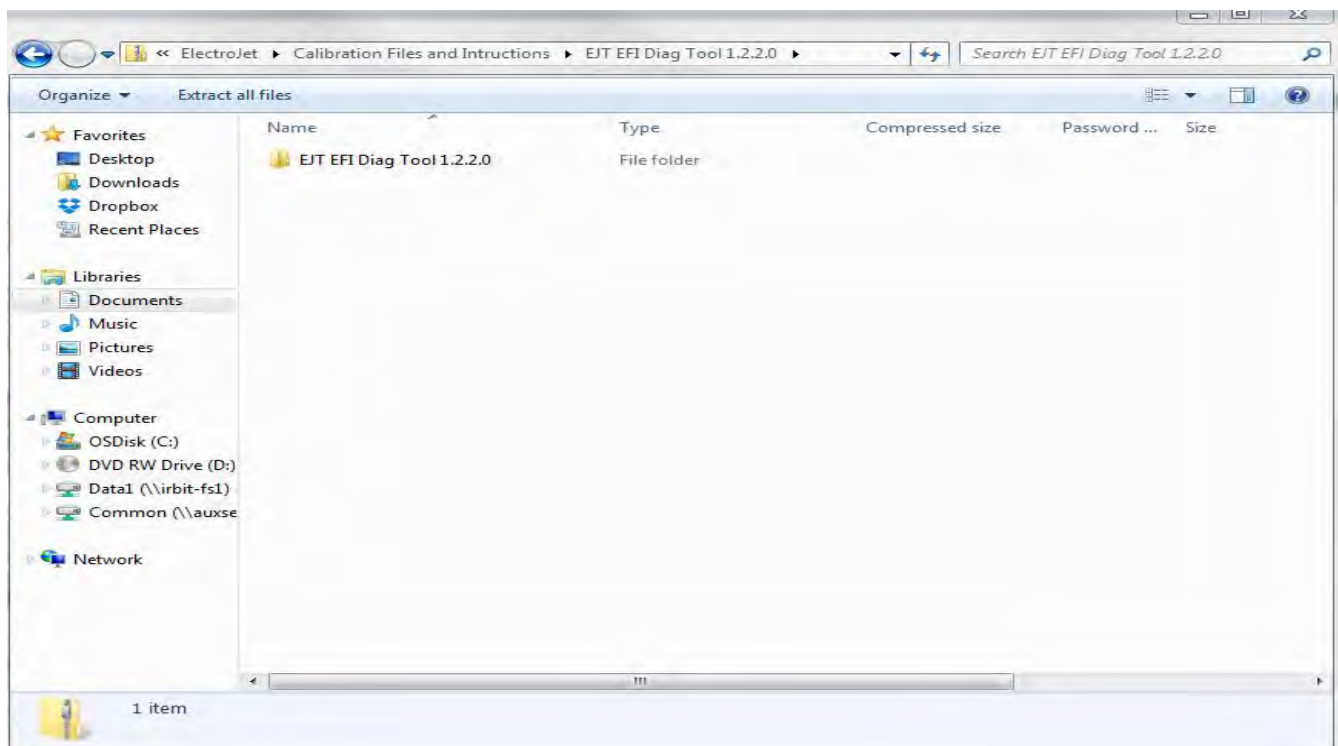 « ElectroJet ▸ Calibration Files and Intructions ▸ EJT EFI Diag Tool 1.2.2.0 ▸ Search EJT EFI Diag Tool 1.2.2.0
Organize Extract all files
Name Type Compressed size Password ... Size
EJT EFI Diag Tool 1.2.2.0 File folder
Favorites
Desktop
Downloads
Dropbox
Recent Places
Libraries
Documents
Music
Pictures
Videos
Computer
OSDisk (C:)
DVD RW Drive (D:)
Data1 (\\irbit-fs1)
Common (\\auxse
Network
1 item